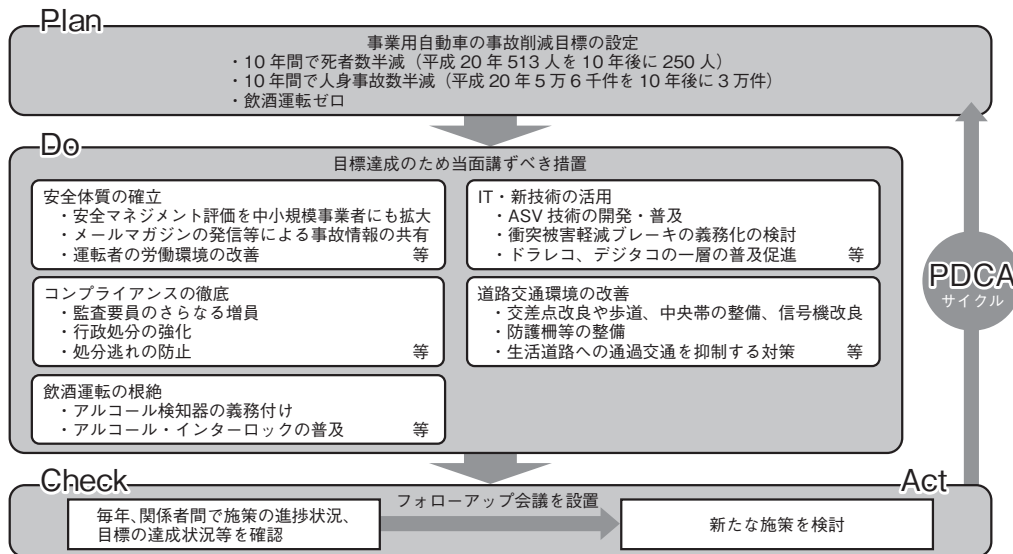 Plan
事業用自動車の事故削減目標の設定
・10年間で死者数半減（平成20年513人を10年後に250人）
・10年間で人身事故数半減（平成20年5万6千件を10年後に3万件）
・飲酒運転ゼロ
Do
目標達成のため当面講ずべき措置
安全体質の確立
・安全マネジメント評価を中小規模事業者にも拡大
・メールマガジンの発信等による事故情報の共有
・運転者の労働環境の改善 等
IT・新技術の活用
・ASV技術の開発・普及
・衝突被害軽減ブレーキの義務化の検討
・ドラレコ、デジタコの一層の普及促進 等
コンプライアンスの徹底
・監査要員のさらなる増員
・行政処分の強化
・処分逃れの防止 等
道路交通環境の改善
・交差点改良や歩道、中央帯の整備、信号機改良
・防護柵等の整備
・生活道路への通過交通を抑制する対策 等
飲酒運転の根絶
・アルコール検知器の義務付け
・アルコール・インターロックの普及 等
PDCA
サイクル
Check
Act
フォローアップ会議を設置
毎年、関係者間で施策の進捗状況、
目標の達成状況等を確認
新たな施策を検討